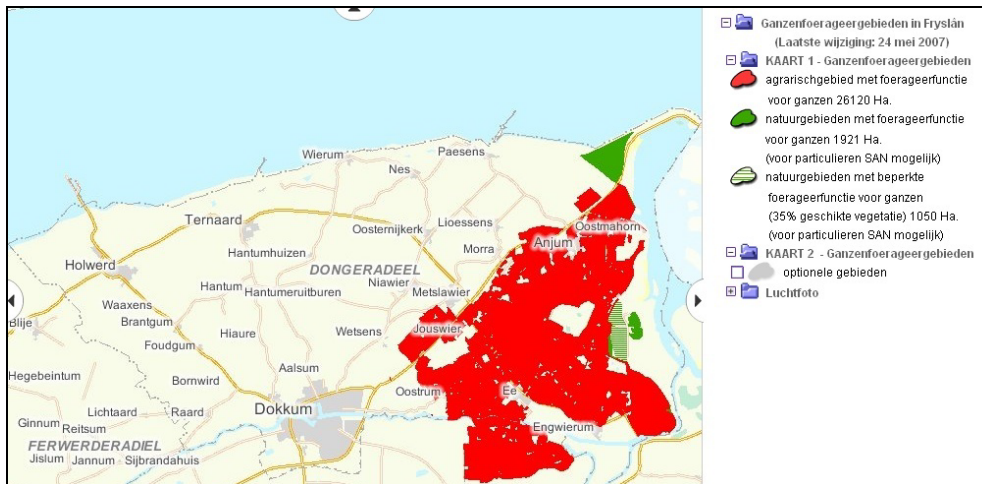 Ganzenfoerageergebieden in Fryslân
(Laatste wijziging: 24 mei 2007)
KAART 1 - Ganzenfoerageergebieden
agrarischgebied met foerageerfunctie
voor ganzen 26120 Ha.
natuurgebieden met foerageerfunctie
voor ganzen 1921 Ha.
(voor particulieren SAN mogelijk)
natuurgebieden met beperkte
foerageerfunctie voor ganzen
(35% geschikte vegetatie) 1050 Ha.
(voor particulieren SAN mogelijk)
KAART 2 - Ganzenfoerageergebieden
optionele gebieden
Luchtfoto
Wierum
Paesens
Nes
Ternaard
Lioessens
Oostmahorn
Oosternijkerk
Anjum
Hantumhuizen
Morra
Holwerd
DONGERADEEL
Niawier
Hantum
Hantumeruitburen
Metslawier
Waaxens
Blije
Brantgum
Hiaure
Wetsens
Jouswier
Foudgum
Aalsum
Hegebeintum
Bornwird
Oostrum
Ee
Lichtaard
Raard
Dokkum
Ginnum
Reitsum
Engwierum
FERWERDERADIEL
Jislum
Jannum
Sijbrandahuis